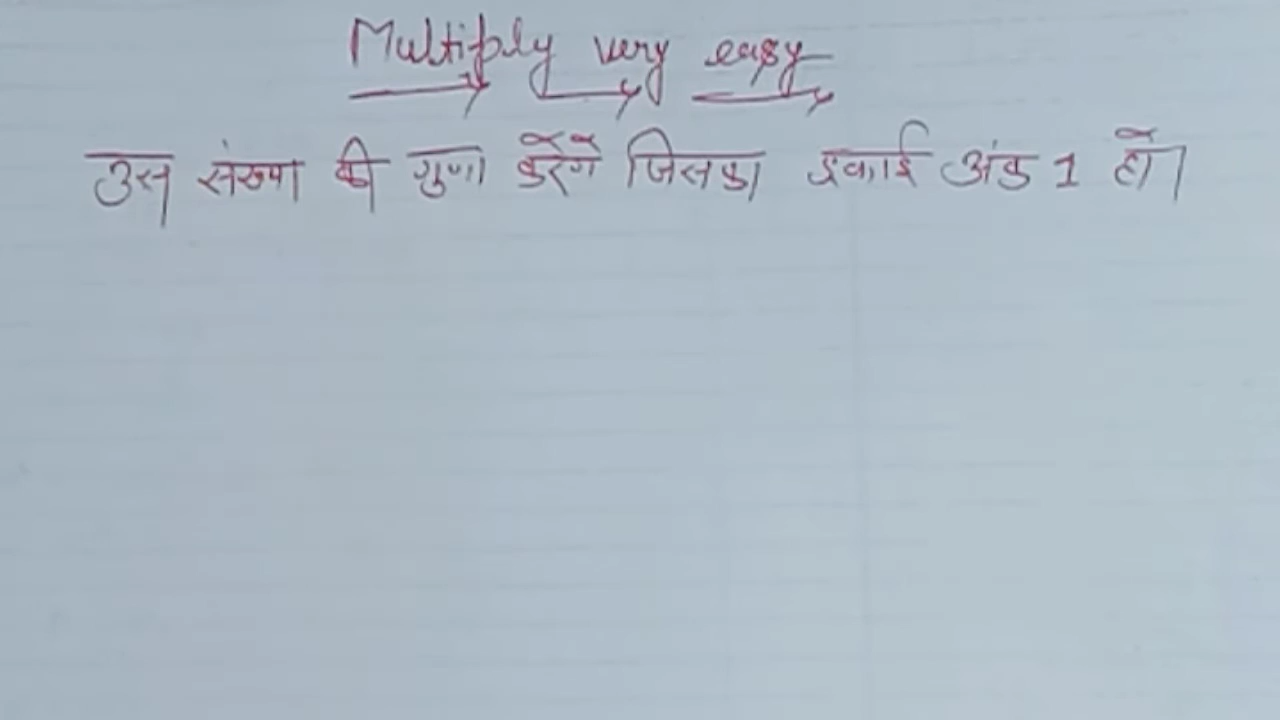 Multiply very easy
उस संख्या की गुणा करेंगे जिसका इकाई अंक 1 हो।